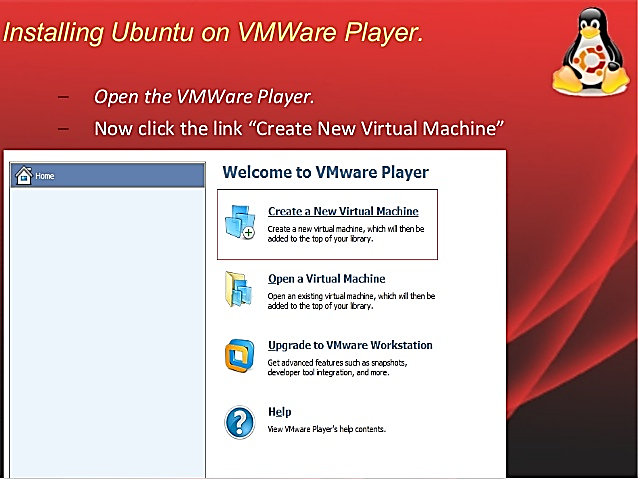 Installing Ubuntu on VMWare Player.
– Open the VMWare Player.
– Now click the link “Create New Virtual Machine”
Home
Welcome to VMware Player
Create a New Virtual Machine
Create a new virtual machine, which will then be
added to the top of your library.
Open a Virtual Machine
Open an existing virtual machine, which will then be
added to the top of your library.
Upgrade to VMware Workstation
Get advanced features such as snapshots,
developer tool integration, and more.
Help
View VMware Player's help contents.